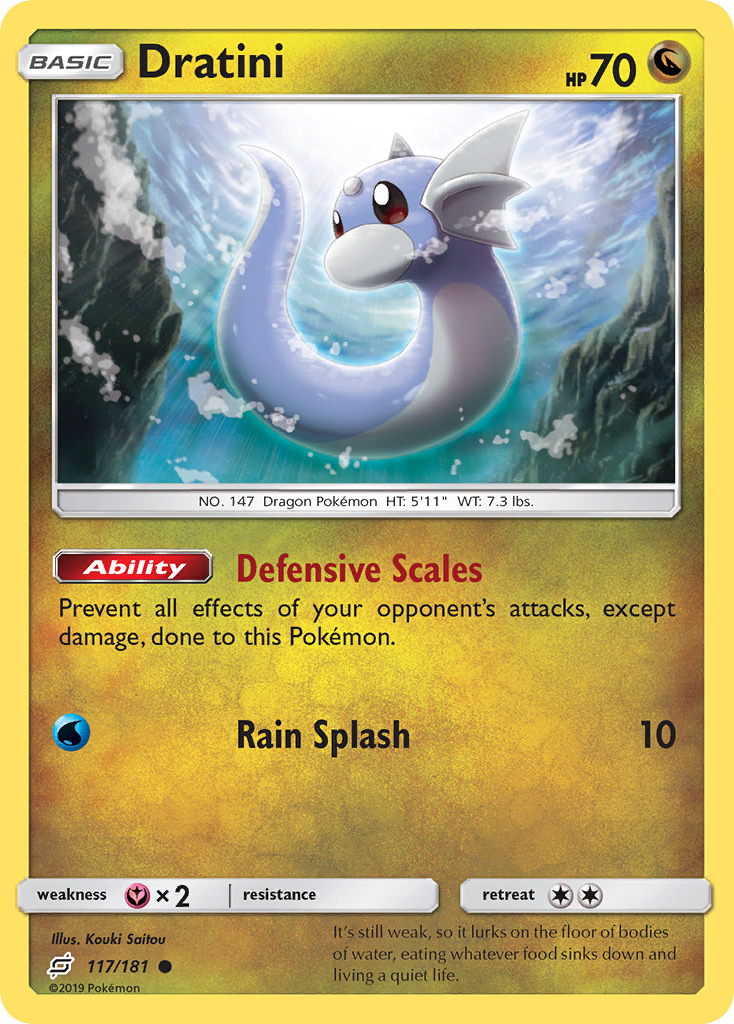 BASIC Dratini HP 70
NO. 147 Dragon Pokémon HT: 5'11" WT: 7.3 lbs.
Ability Defensive Scales
Prevent all effects of your opponent's attacks, except
damage, done to this Pokémon.
Rain Splash 10
weakness × 2 resistance retreat
Illus. Kouki Saitou
117/181
©2019 Pokémon
It's still weak, so it lurks on the floor of bodies
of water, eating whatever food sinks down and
living a quiet life.